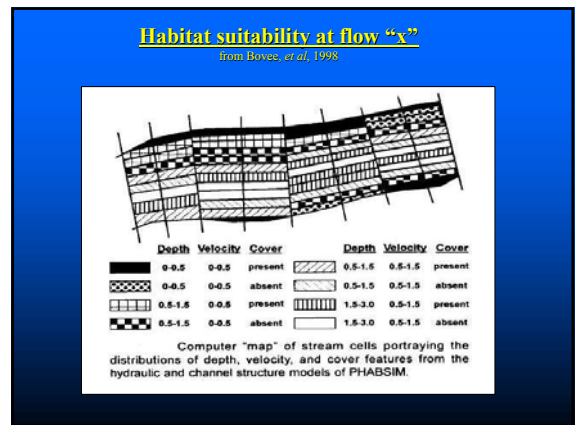 Habitat suitability at flow “x”
from Bovee, et al, 1998
Depth Velocity Cover Depth Velocity Cover
0-0.5 0-0.5 present 0.5-1.5 0.5-1.5 present
0-0.5 0-0.5 absent 0.5-1.5 0.5-1.5 absent
0.5-1.5 0-0.5 present 1.5-3.0 0.5-1.5 present
0.5-1.5 0-0.5 absent 1.5-3.0 0.5-1.5 absent
Computer "map" of stream cells portraying the
distributions of depth, velocity, and cover features from the
hydraulic and channel structure models of PHABSIM.